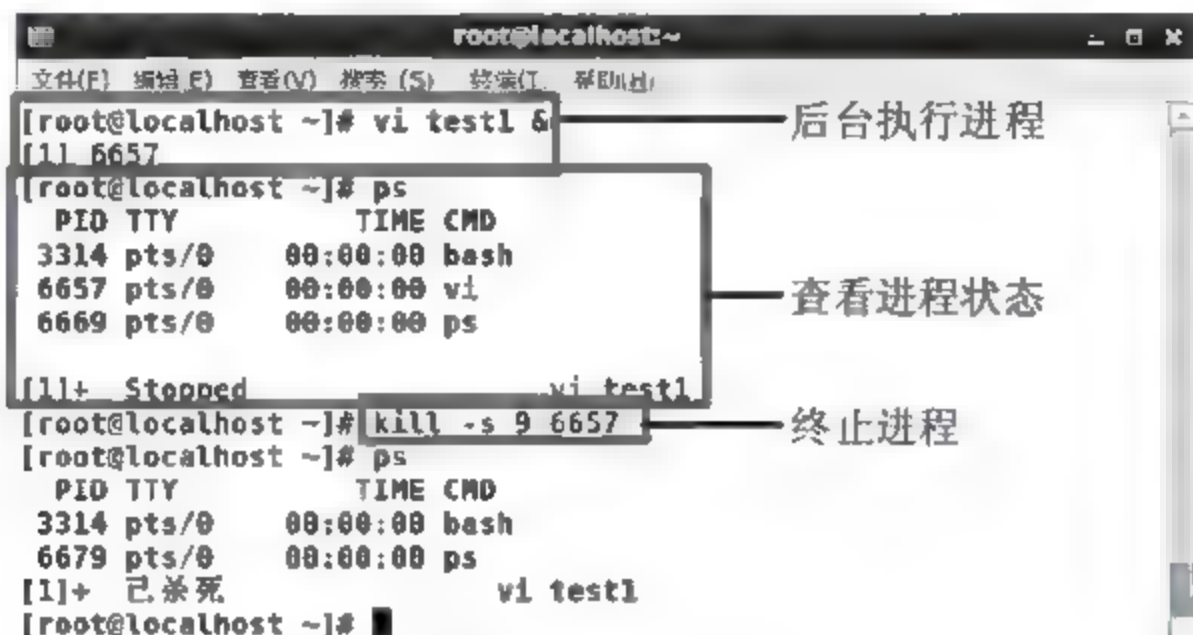 root@localhost:~
文件(F) 编辑(E) 查看(V) 搜索 (S) 终端(T) 帮助(H)
[root@localhost ~]# vi test1 &
[1] 6657
后台执行进程
[root@localhost ~]# ps
PID TTY TIME CMD
3314 pts/0 00:00:00 bash
6657 pts/0 00:00:00 vi
6669 pts/0 00:00:00 ps
查看进程状态
[1]+ Stopped vi test1
[root@localhost ~]# kill -s 9 6657
终止进程
[root@localhost ~]# ps
PID TTY TIME CMD
3314 pts/0 00:00:00 bash
6679 pts/0 00:00:00 ps
[1]+ 已杀死 vi test1
[root@localhost ~]#